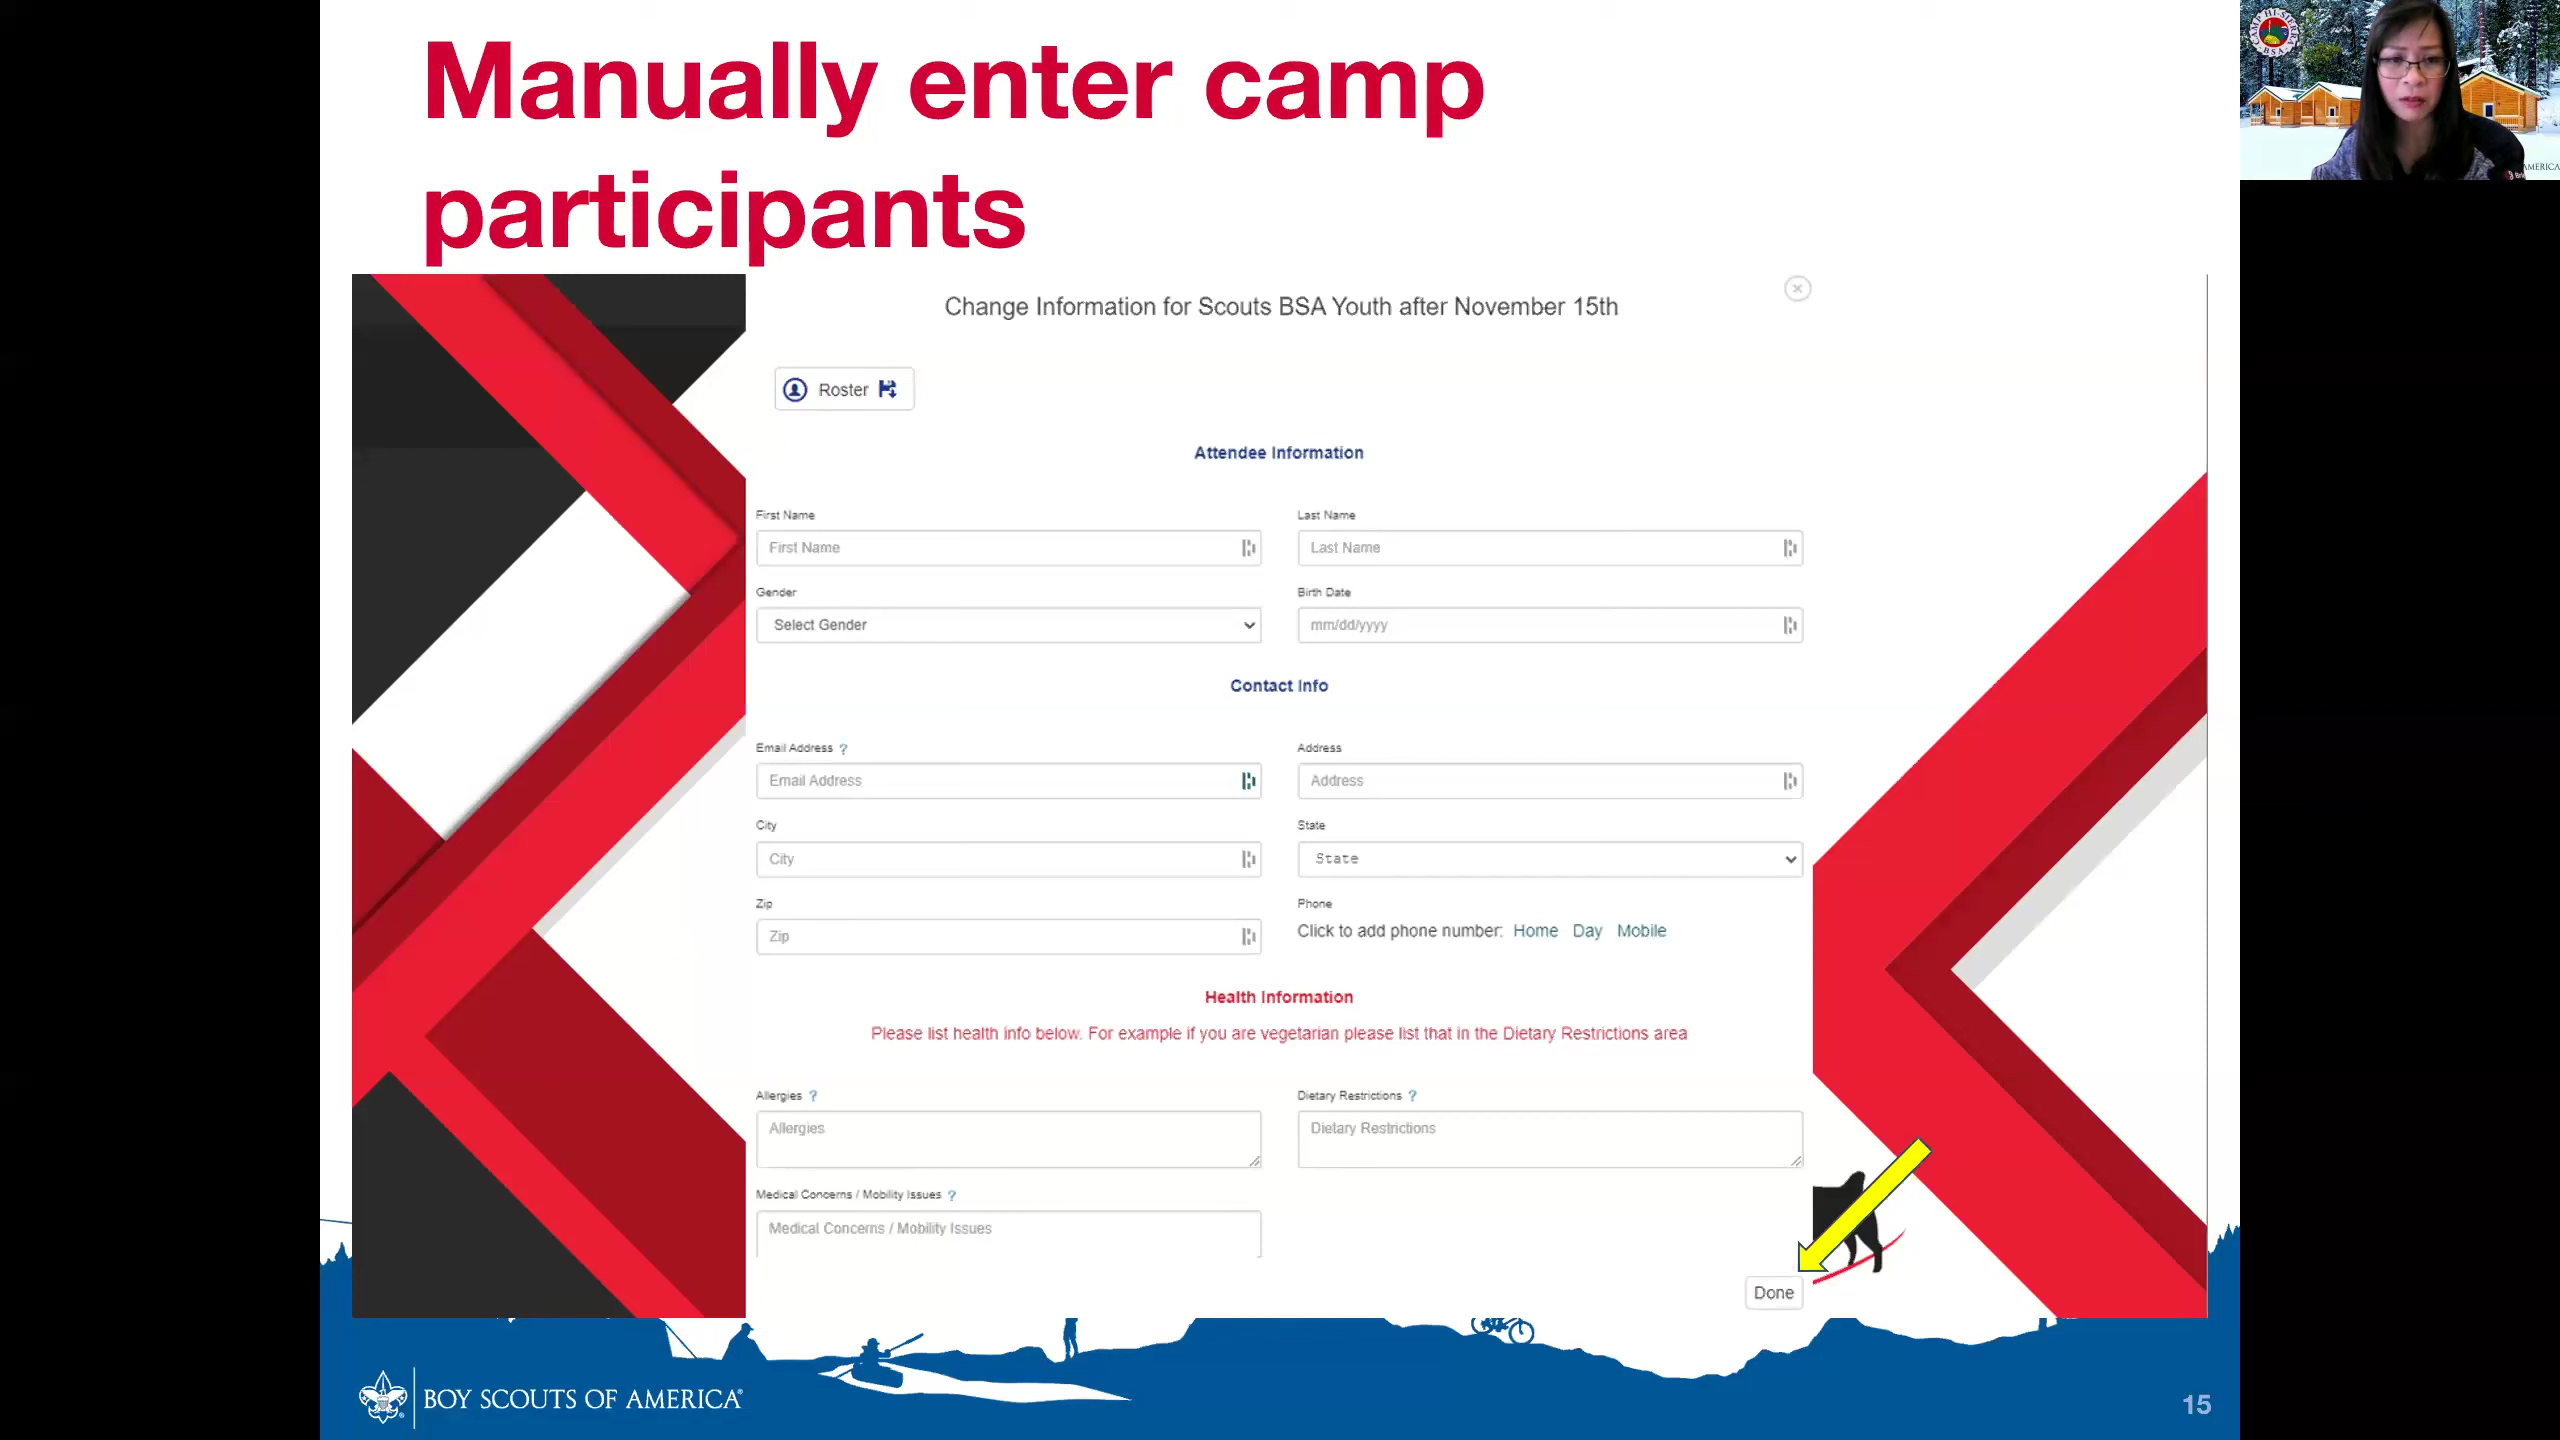 Manually enter camp
participants
Change Information for Scouts BSA Youth after November 15th
Roster
Attendee Information
First Name
Last Name
First Name
Last Name
Gender
Birth Date
Select Gender
mm/dd/yyyy
Contact Info
Email Address ?
Address
Email Address
Address
City
State
City
State
Zip
Phone
Zip
Click to add phone number: Home Day Mobile
Health Information
Please list health info below. For example if you are vegetarian please list that in the Dietary Restrictions area
Allergies ?
Dietary Restrictions ?
Allergies
Dietary Restrictions
Medical Concerns / Mobility Issues ?
Medical Concerns / Mobility Issues
Done
BOY SCOUTS OF AMERICA®
15
CAMP HI-SIERRA
BSA
AMERICA